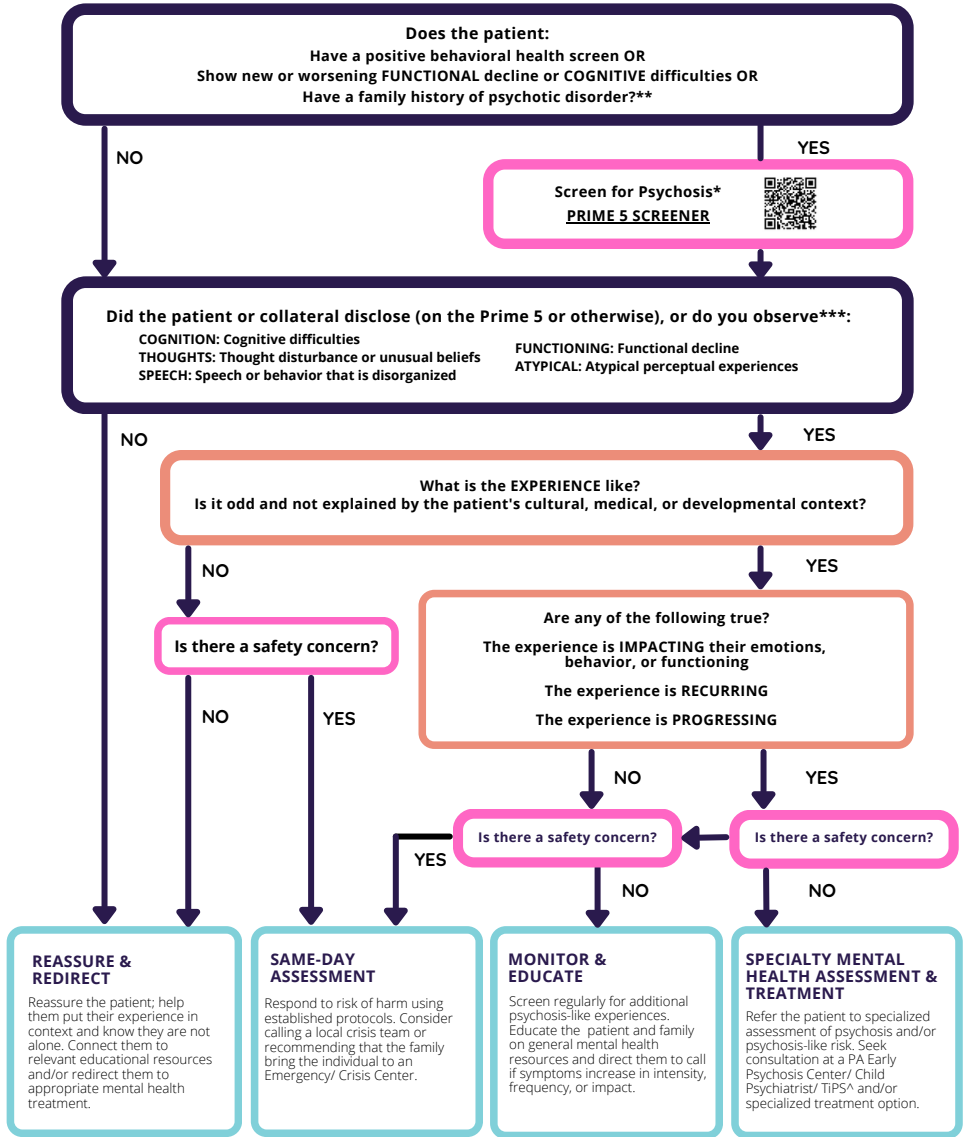 Does the patient:
Have a positive behavioral health screen OR
Show new or worsening FUNCTIONAL decline or COGNITIVE difficulties OR
Have a family history of psychotic disorder?**
NO
YES
Screen for Psychosis*
PRIME 5 SCREENER
Did the patient or collateral disclose (on the Prime 5 or otherwise), or do you observe***:
COGNITION: Cognitive difficulties
THOUGHTS: Thought disturbance or unusual beliefs
SPEECH: Speech or behavior that is disorganized
FUNCTIONING: Functional decline
ATYPICAL: Atypical perceptual experiences
NO
YES
What is the EXPERIENCE like?
Is it odd and not explained by the patient's cultural, medical, or developmental context?
NO
YES
Is there a safety concern?
Are any of the following true?
The experience is IMPACTING their emotions,
behavior, or functioning
The experience is RECURRING
The experience is PROGRESSING
NO
YES
NO
YES
Is there a safety concern?
Is there a safety concern?
YES
NO
NO
REASSURE &
REDIRECT
Reassure the patient; help
them put their experience in
context and know they are not
alone. Connect them to
relevant educational resources
and/or redirect them to
appropriate mental health
treatment.
SAME-DAY
ASSESSMENT
Respond to risk of harm using
established protocols. Consider
calling a local crisis team or
recommending that the family
bring the individual to an
Emergency/ Crisis Center.
MONITOR &
EDUCATE
Screen regularly for additional
psychosis-like experiences.
Educate the patient and family
on general mental health
resources and direct them to call
if symptoms increase in intensity,
frequency, or impact.
SPECIALTY MENTAL
HEALTH ASSESSMENT &
TREATMENT
Refer the patient to specialized
assessment of psychosis and/or
psychosis-like risk. Seek
consultation at a PA Early
Psychosis Center/ Child
Psychiatrist/ TiPS^ and/or
specialized treatment option.